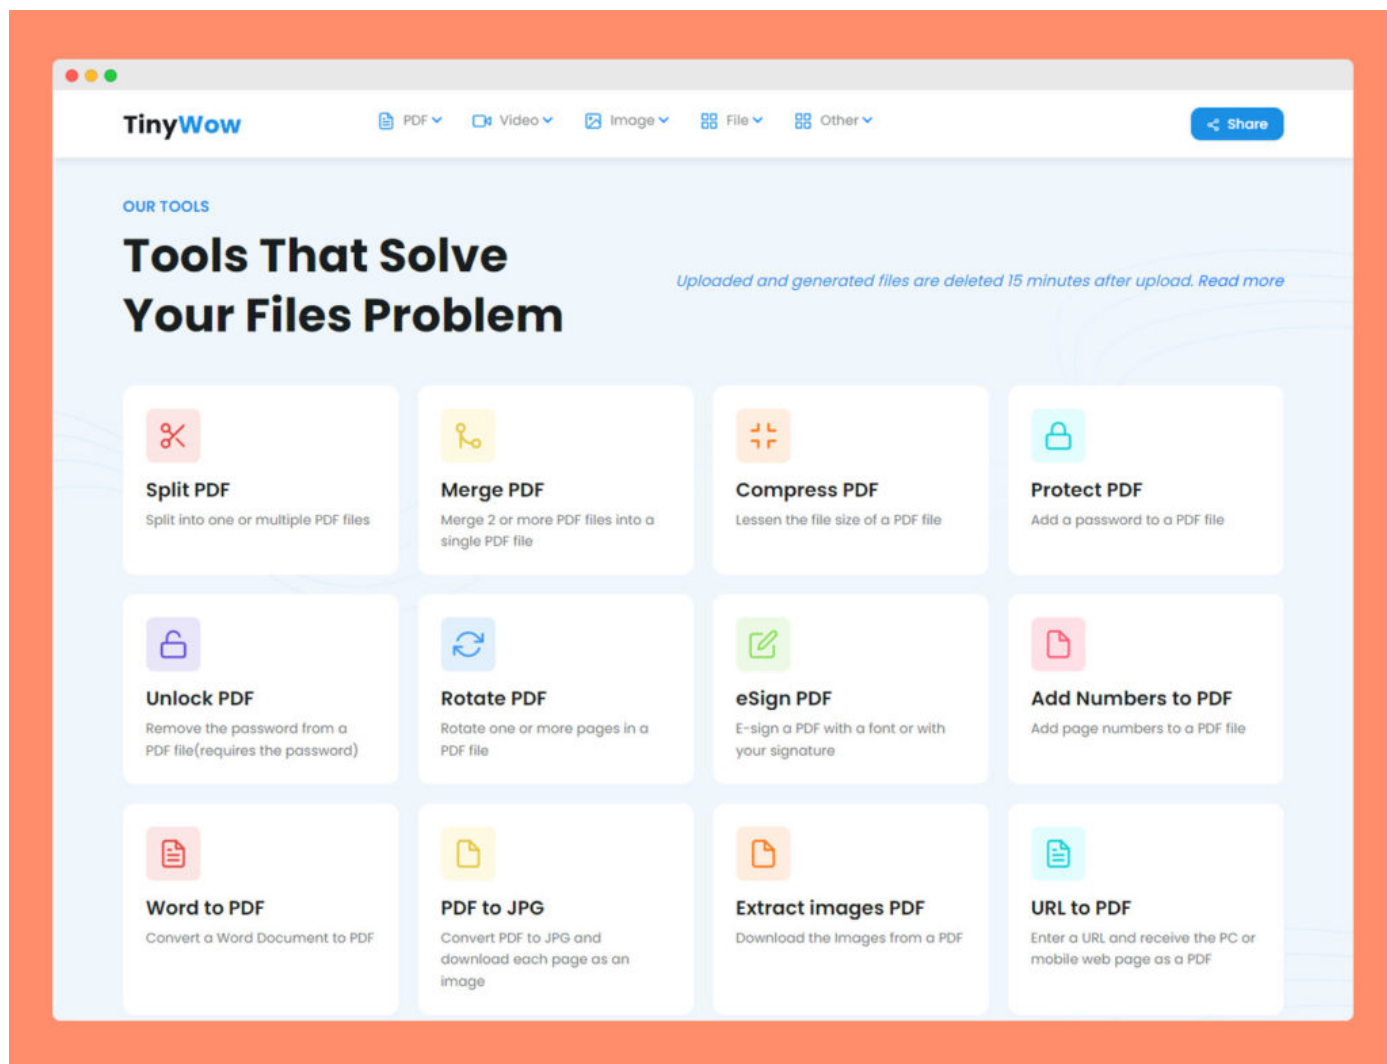 TinyWow
PDF
Video
Image
File
Other
Share
OUR TOOLS
Tools That Solve
Your Files Problem
Uploaded and generated files are deleted 15 minutes after upload. Read more
Split PDF
Split into one or multiple PDF files
Merge PDF
Merge 2 or more PDF files into a
single PDF file
Compress PDF
Lessen the file size of a PDF file
Protect PDF
Add a password to a PDF file
Unlock PDF
Remove the password from a
PDF file(requires the password)
Rotate PDF
Rotate one or more pages in a
PDF file
eSign PDF
E-sign a PDF with a font or with
your signature
Add Numbers to PDF
Add page numbers to a PDF file
Word to PDF
Convert a Word Document to PDF
PDF to JPG
Convert PDF to JPG and
download each page as an
image
Extract images PDF
Download the Images from a PDF
URL to PDF
Enter a URL and receive the PC or
mobile web page as a PDF